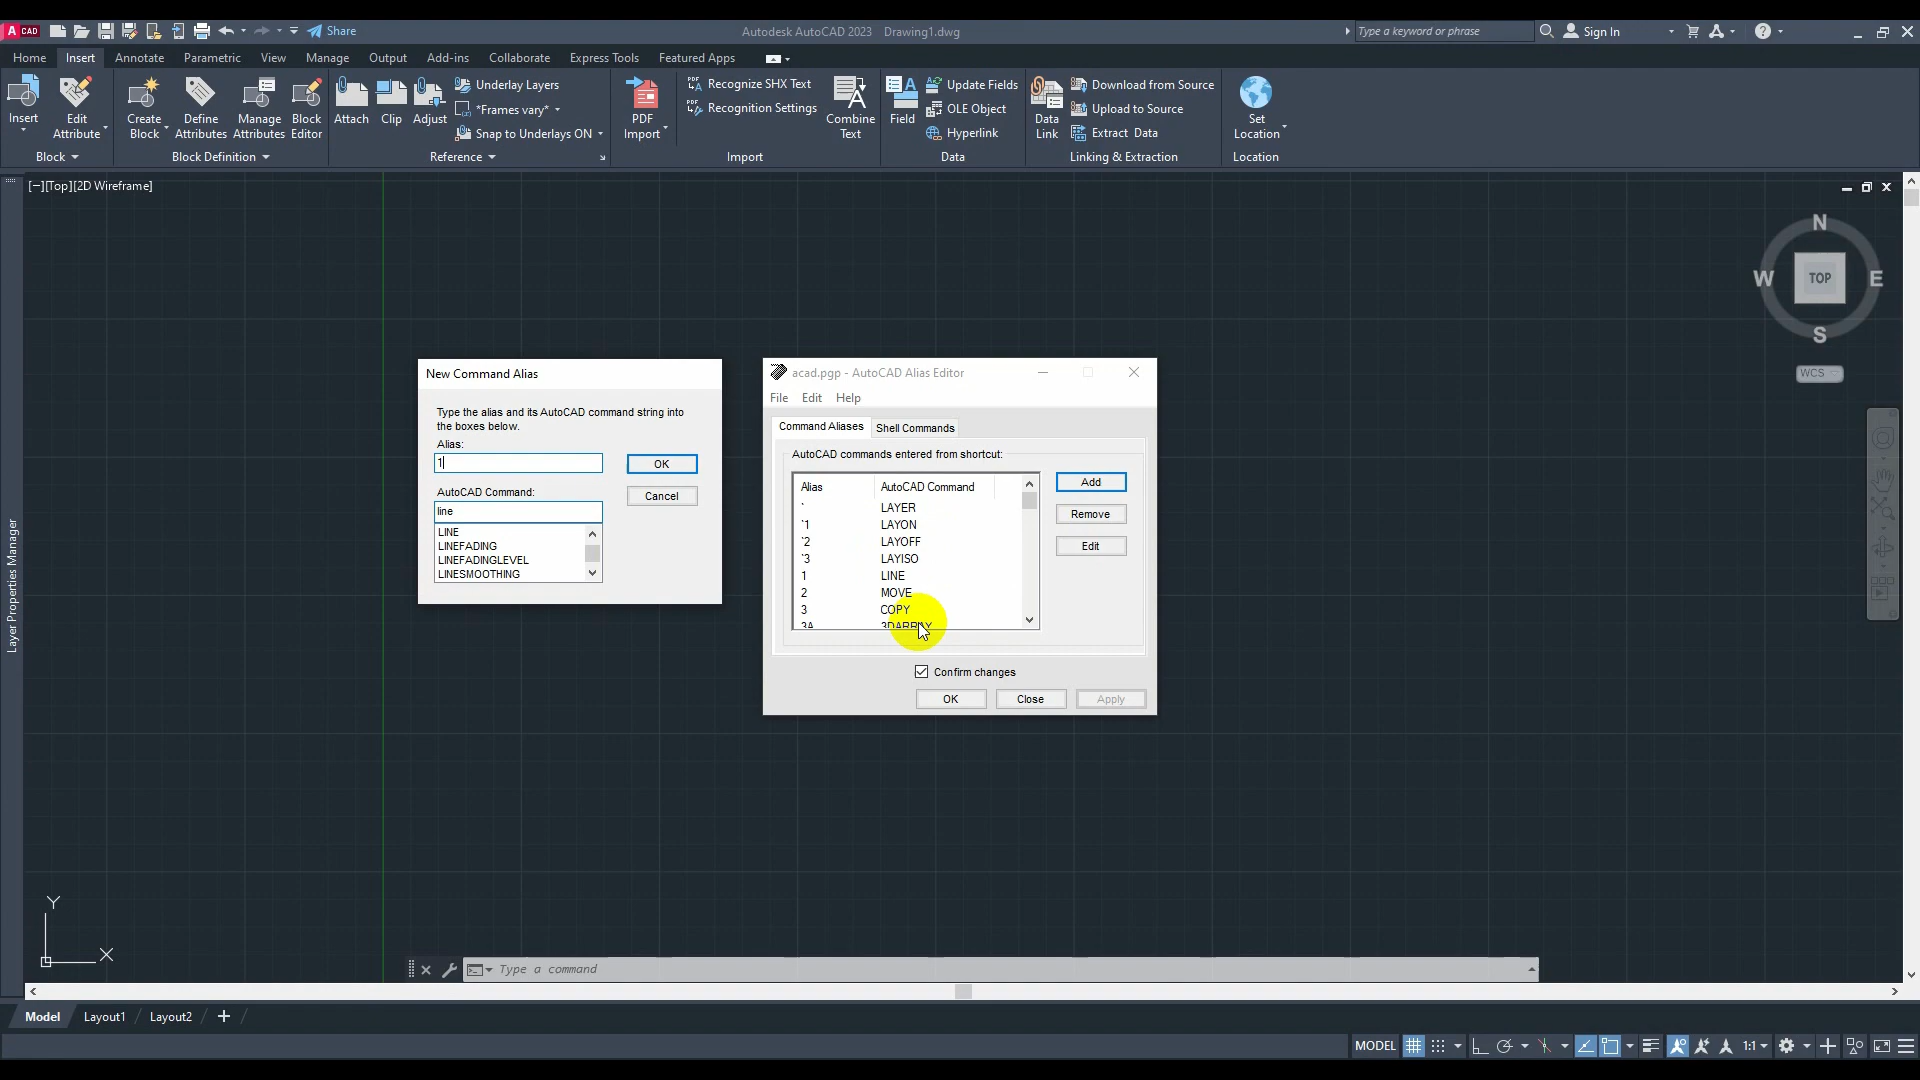 A CAD
Share
Autodesk AutoCAD 2023 Drawing1.dwg
Type a keyword or phrase
Sign In
Home Insert Annotate Parametric View Manage Output Add-ins Collaborate Express Tools Featured Apps
Insert
Edit
Attribute
Block
Create
Block
Define
Attributes
Manage
Attributes
Block
Editor
Block Definition
Attach
Clip
Adjust
Underlay Layers
*Frames vary*
Snap to Underlays ON
Reference
PDF
PDF
Import
PDF
Recognize SHX Text
PDF
Recognition Settings
Combine
Text
Import
Field
Update Fields
OLE Object
Hyperlink
Data
Data
Link
Download from Source
Upload to Source
Extract Data
Linking & Extraction
Set
Location
Location
[−][Top][2D Wireframe]
N
W
TOP
E
S
WCS
Layer Properties Manager
New Command Alias
Type the alias and its AutoCAD command string into
the boxes below.
Alias:
1
OK
AutoCAD Command:
Cancel
line
LINE
LINEFADING
LINEFADINGLEVEL
LINESMOOTHING
acad.pgp - AutoCAD Alias Editor
File Edit Help
Command Aliases Shell Commands
AutoCAD commands entered from shortcut:
Alias AutoCAD Command
` LAYER
`1 LAYON
`2 LAYOFF
`3 LAYISO
1 LINE
2 MOVE
3 COPY
3A 3DARRAY
Add
Remove
Edit
Confirm changes
OK Close Apply
Y
X
Type a command
Model Layout1 Layout2 +
MODEL
1:1